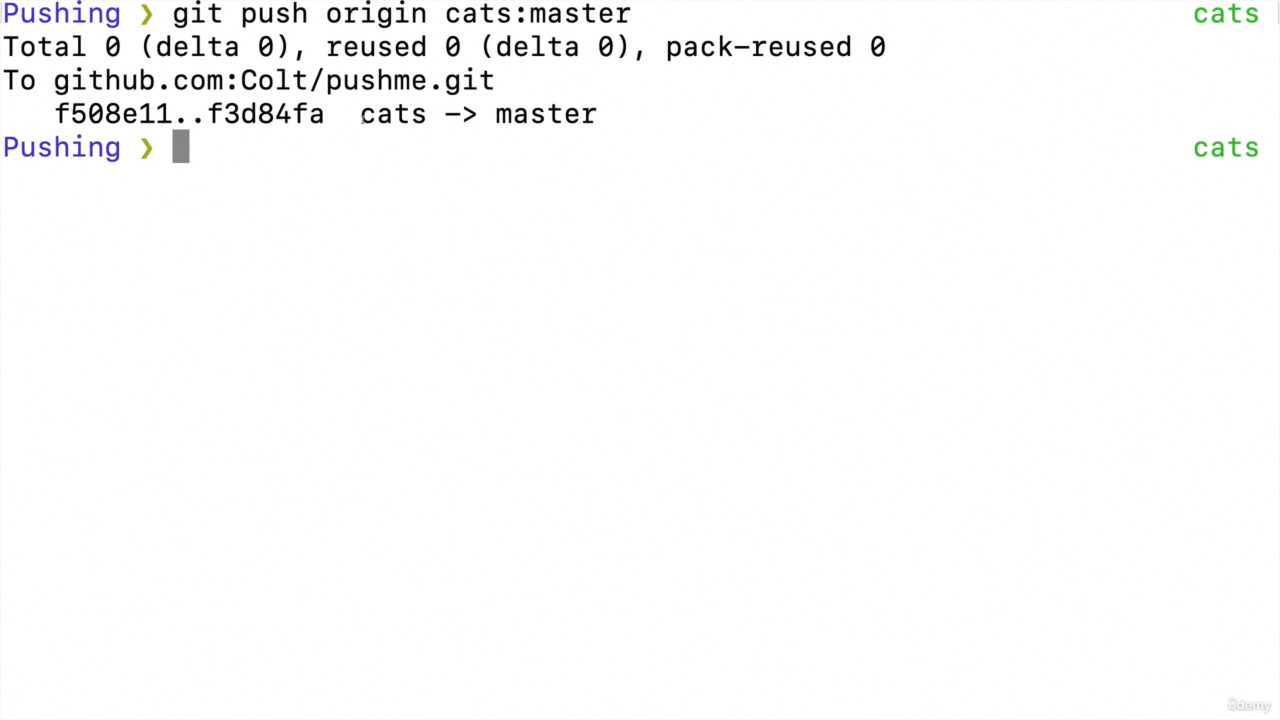 Pushing ❯ git push origin cats:master cats
Total 0 (delta 0), reused 0 (delta 0), pack-reused 0
To github.com:Colt/pushme.git
f508e11..f3d84fa cats -> master
Pushing ❯ cats
ûdemy